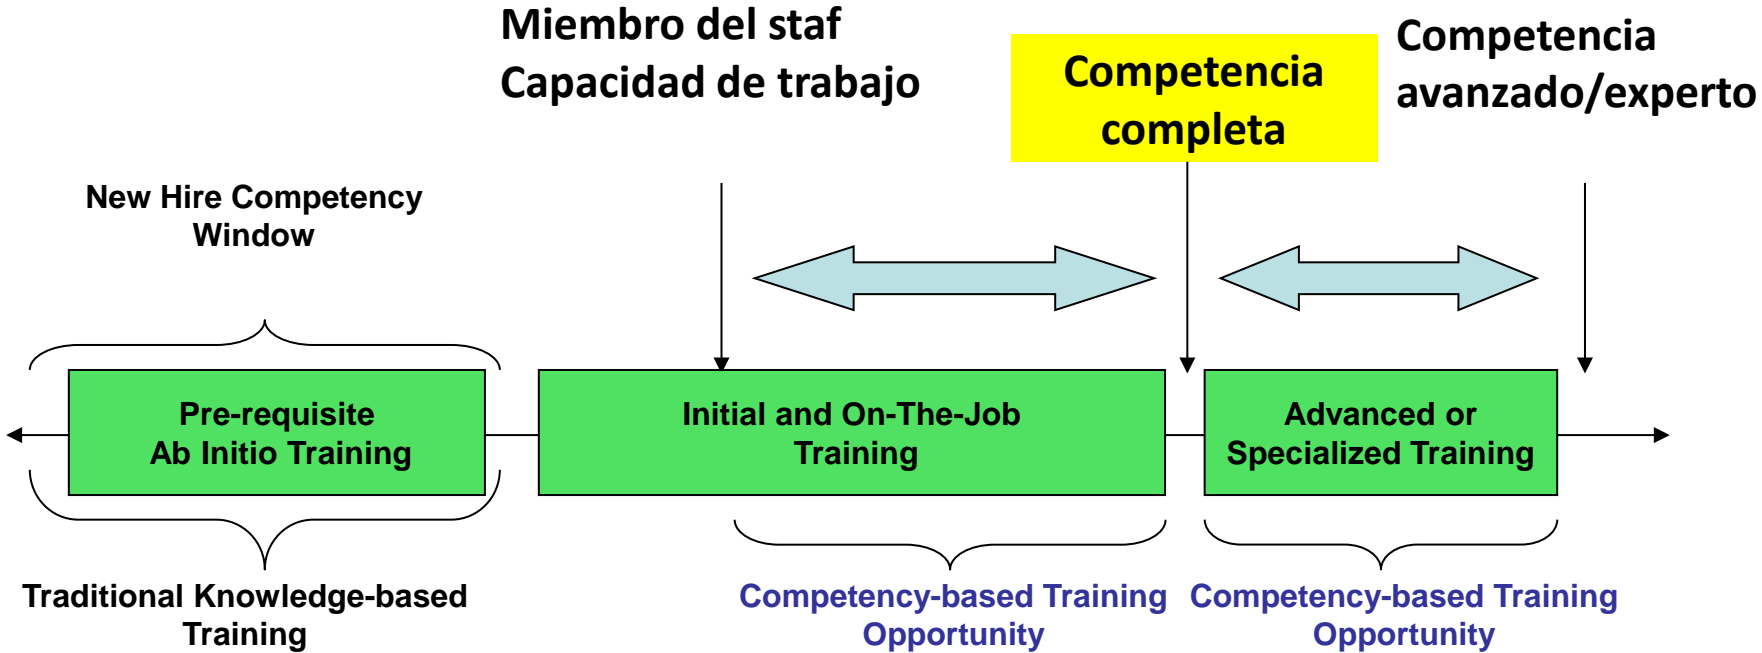 Miembro del staf
Capacidad de trabajo
Competencia
completa
Competencia
avanzado/experto
New Hire Competency
Window
Pre-requisite
Ab Initio Training
Initial and On-The-Job
Training
Advanced or
Specialized Training
Traditional Knowledge-based
Training
Competency-based Training
Opportunity
Competency-based Training
Opportunity